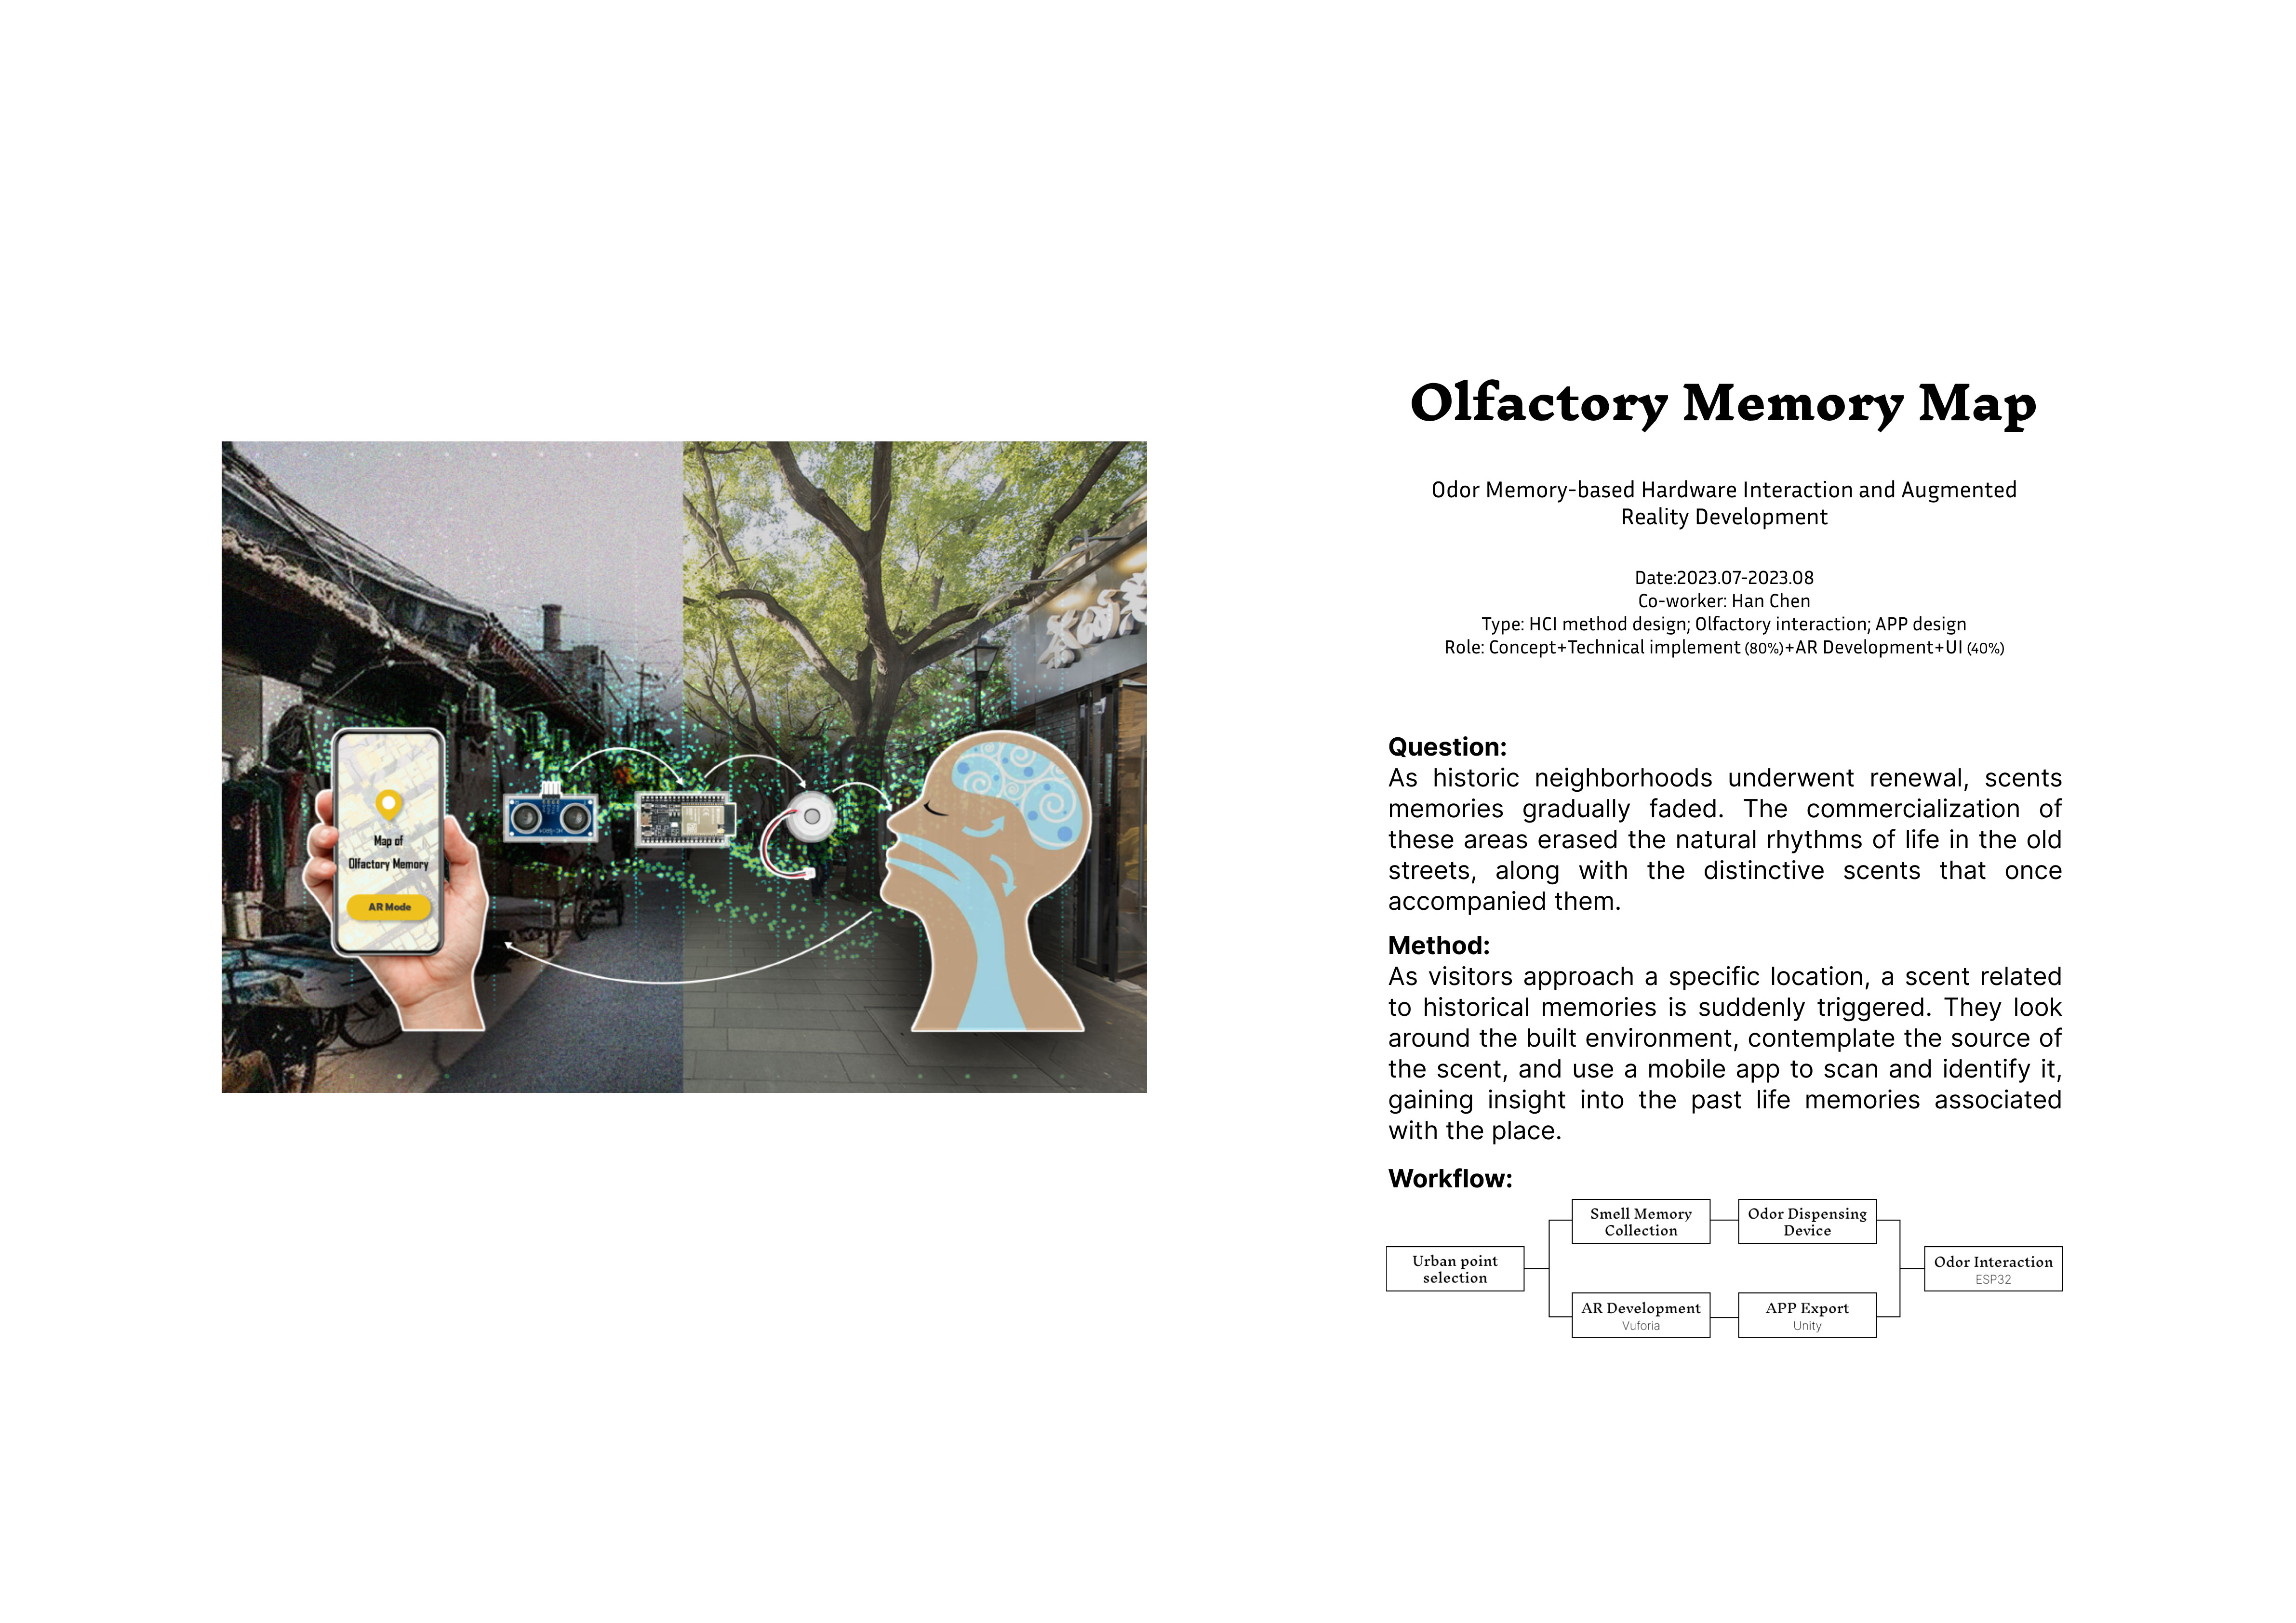 Olfactory Memory Map
Odor Memory-based Hardware Interaction and Augmented
Reality Development
Date:2023.07-2023.08
Co-worker: Han Chen
Type: HCI method design; Olfactory interaction; APP design
Role: Concept+Technical implement (80%)+AR Development+UI (40%)
Question:
As historic neighborhoods underwent renewal, scents
memories gradually faded. The commercialization of
these areas erased the natural rhythms of life in the old
streets, along with the distinctive scents that once
accompanied them.
Method:
As visitors approach a specific location, a scent related
to historical memories is suddenly triggered. They look
around the built environment, contemplate the source of
the scent, and use a mobile app to scan and identify it,
gaining insight into the past life memories associated
with the place.
Workflow:
Urban point
selection
Smell Memory
Collection
Odor Dispensing
Device
AR Development
Vuforia
APP Export
Unity
Odor Interaction
ESP32
Map of
Olfactory Memory
AR Mode